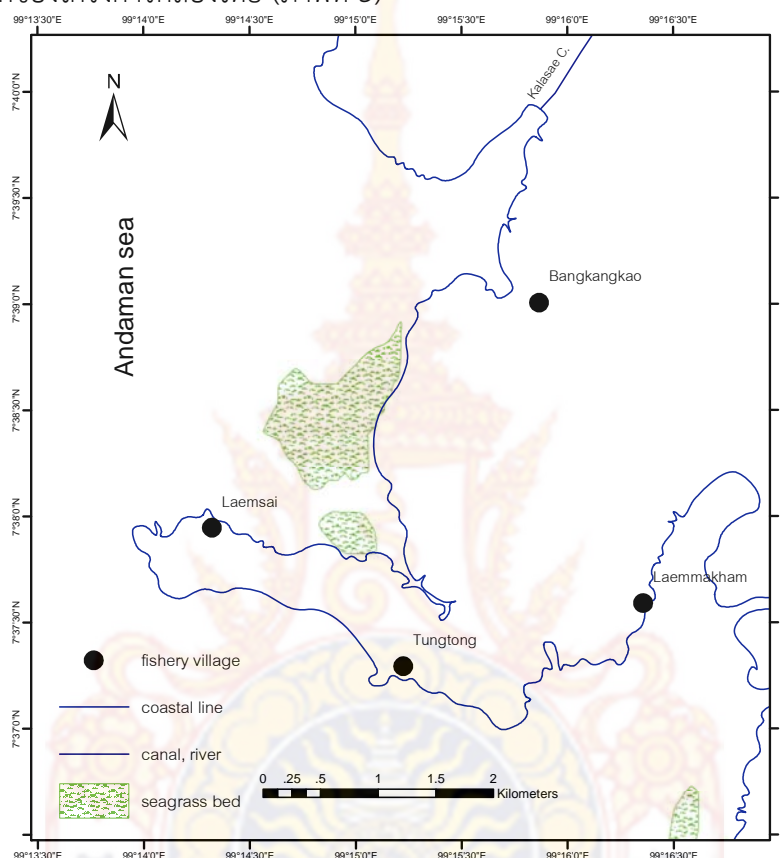 99°13'30"E 99°14'0"E 99°14'30"E 99°15'0"E 99°15'30"E 99°16'0"E 99°16'30"E
Kalasae C.
N
7°40'0"N
7°39'30"N
Andaman sea
Bangkangkao
7°39'0"N
7°38'30"N
Laemsai
7°38'0"N
Laemmakham
7°37'30"N
Tungtong
fishery village
coastal line
7°37'0"N
canal, river
0 .25 .5 1 1.5 2
Kilometers
seagrass bed
99°13'30"E 99°14'0"E 99°14'30"E 99°15'0"E 99°15'30"E 99°16'0"E 99°16'30"E